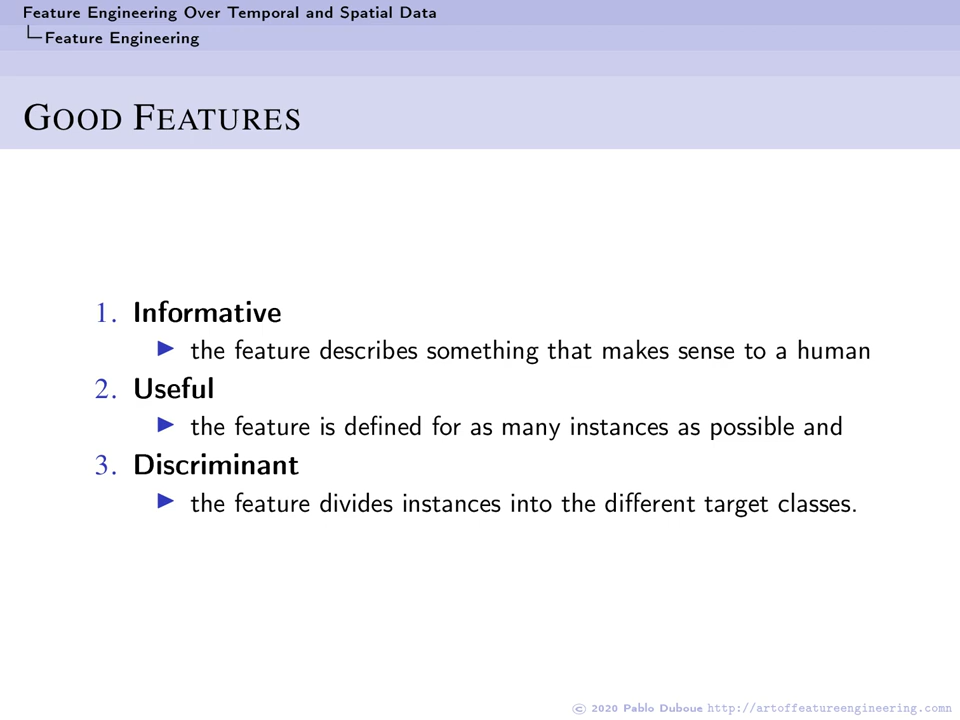 Feature Engineering Over Temporal and Spatial Data
Feature Engineering
GOOD FEATURES
1. Informative
▶ the feature describes something that makes sense to a human
2. Useful
▶ the feature is defined for as many instances as possible and
3. Discriminant
▶ the feature divides instances into the different target classes.
© 2020 Pablo Duboue http://artoffeatureengineering.comn